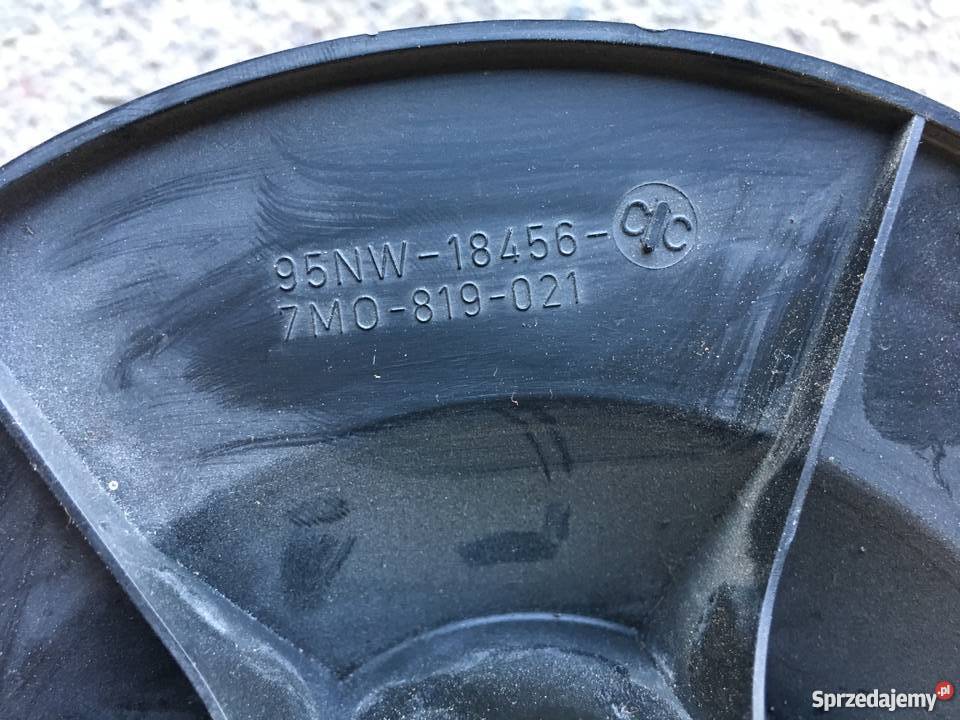 95NW-18456-
C/C
7M0-819-021
Sprzedajemy.pl